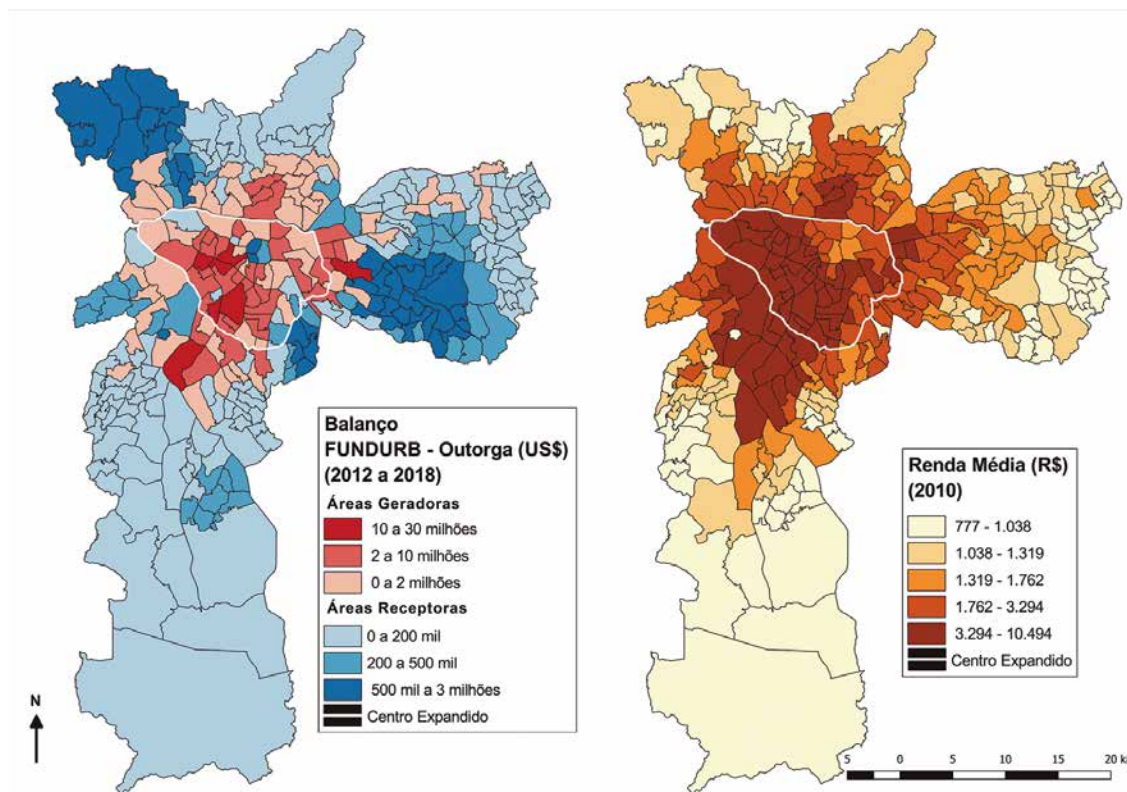 Balanço
FUNDURB - Outorga (US$)
(2012 a 2018)
Áreas Geradoras
10 a 30 milhões
2 a 10 milhões
0 a 2 milhões
Áreas Receptoras
0 a 200 mil
200 a 500 mil
500 mil a 3 milhões
Centro Expandido
N
Renda Média (R$)
(2010)
777 - 1.038
1.038 - 1.319
1.319 - 1.762
1.762 - 3.294
3.294 - 10.494
Centro Expandido
5 0 5 10 15 20 k